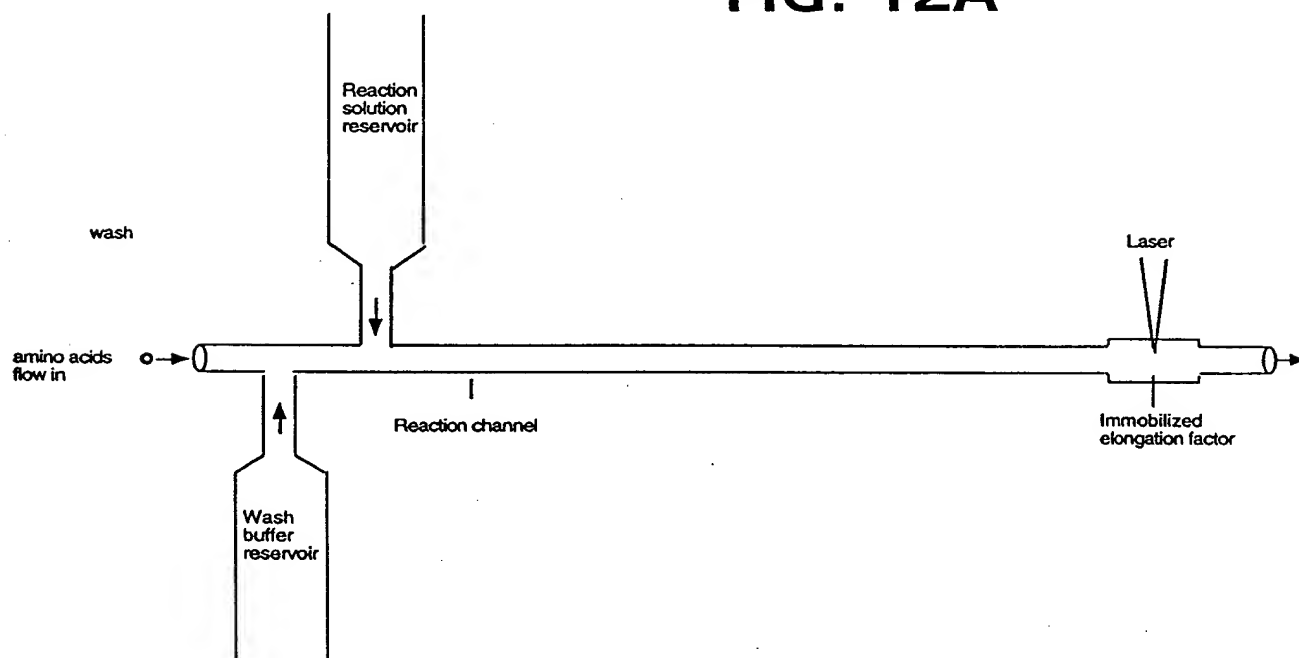 FIG. 12A
Reaction
solution
reservoir
wash
Laser
amino acids
flow in
Reaction channel
Immobilized
elongation factor
Wash
buffer
reservoir